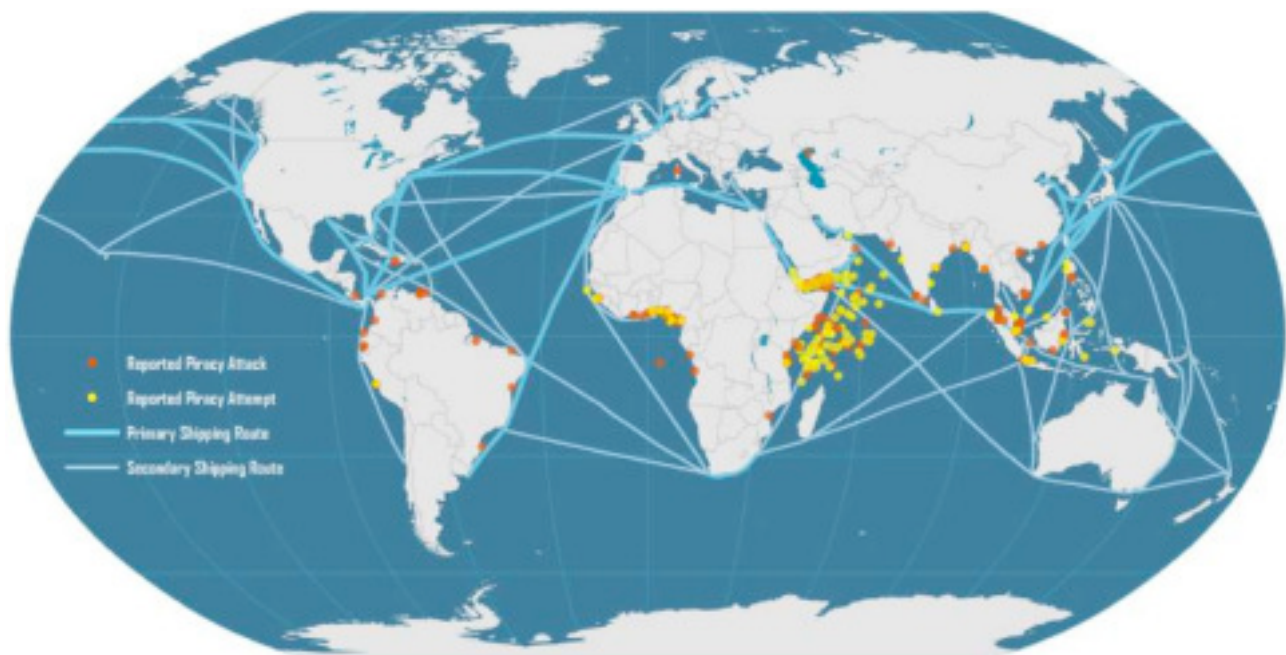 Reported Piracy Attack
Reported Piracy Attempt
Primary Shipping Route
Secondary Shipping Route